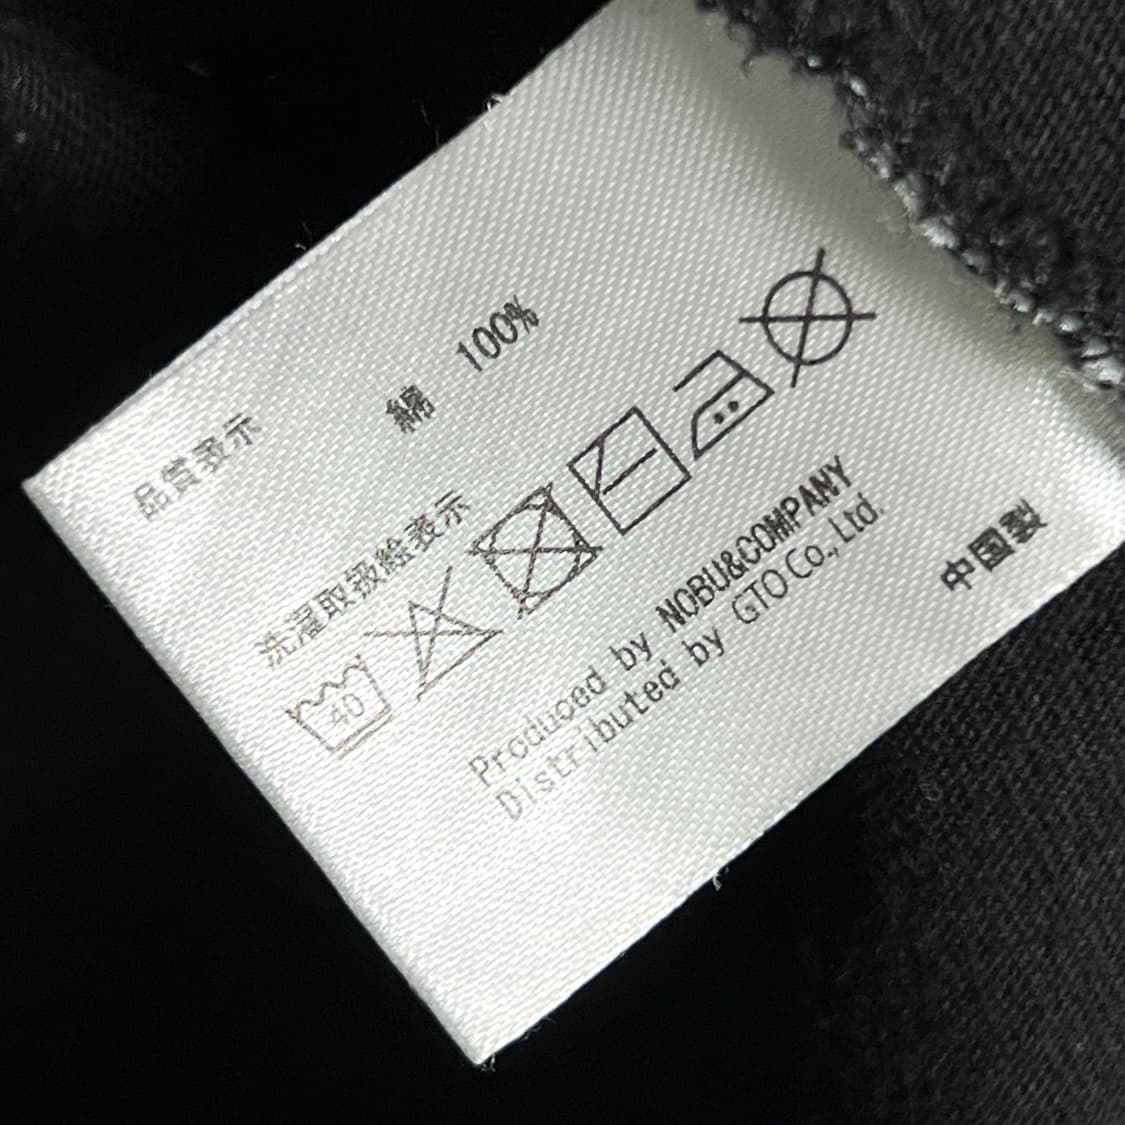 品質表示
綿 100%
洗濯取扱絵表示
40
Produced by NOBU&COMPANY
Distributed by GTO Co., Ltd.
中国製